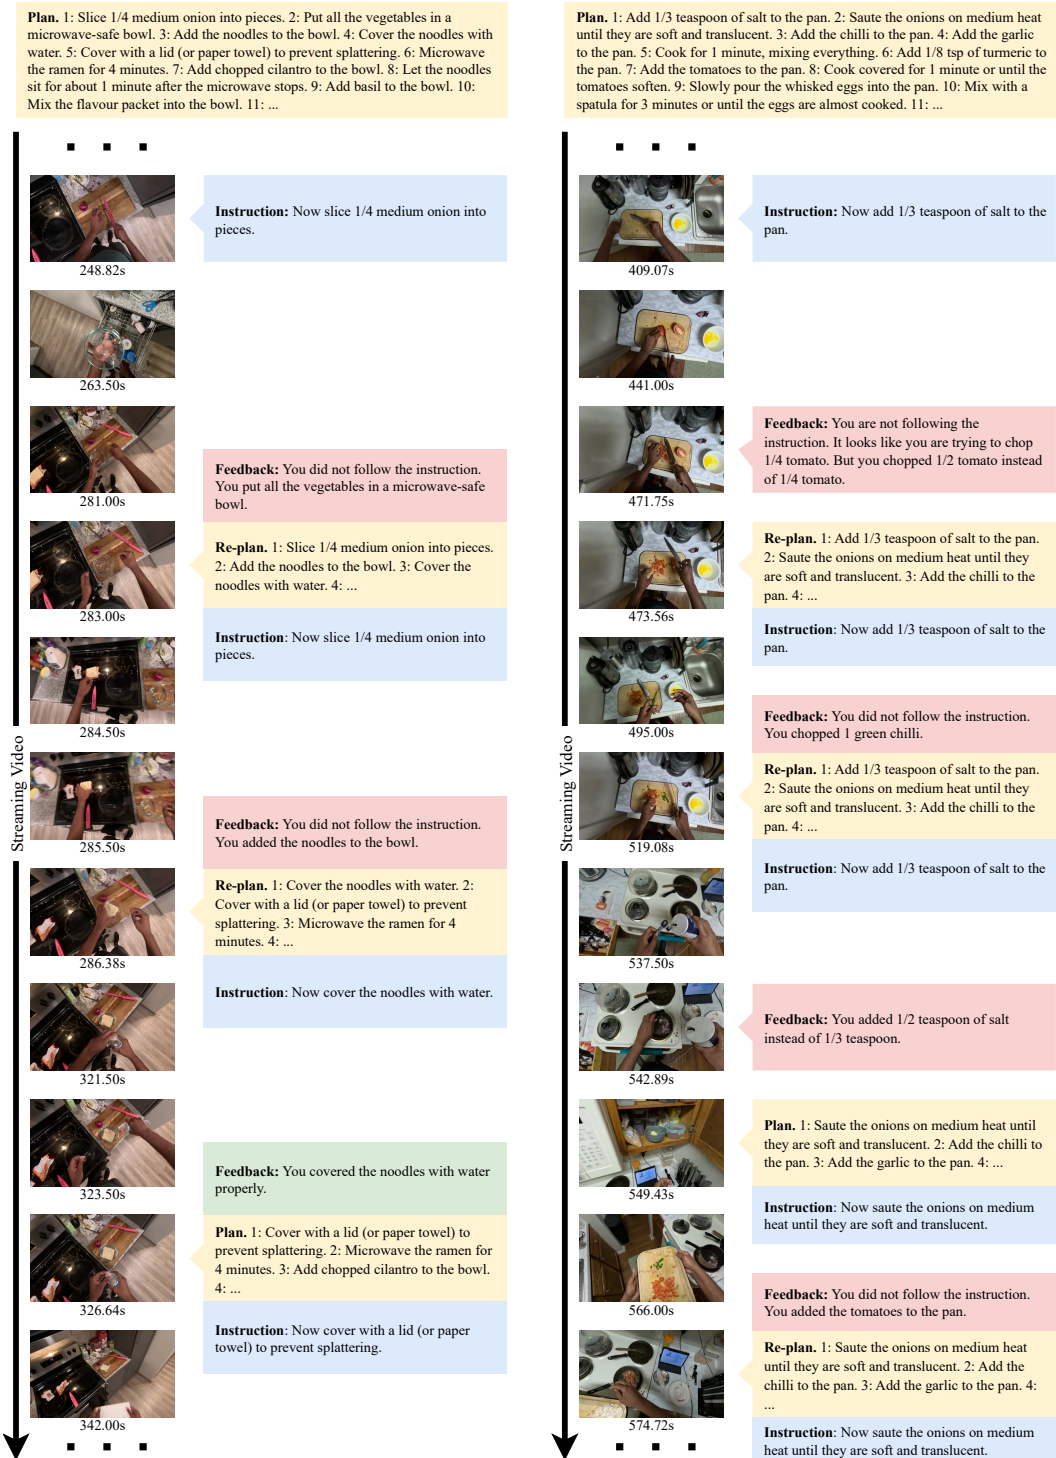 Plan. 1: Slice 1/4 medium onion into pieces. 2: Put all the vegetables in a
microwave-safe bowl. 3: Add the noodles to the bowl. 4: Cover the noodles with
water. 5: Cover with a lid (or paper towel) to prevent splattering. 6: Microwave
the ramen for 4 minutes. 7: Add chopped cilantro to the bowl. 8: Let the noodles
sit for about 1 minute after the microwave stops. 9: Add basil to the bowl. 10:
Mix the flavour packet into the bowl. 11: ...
Streaming Video
248.82s
Instruction: Now slice 1/4 medium onion into
pieces.
263.50s
281.00s
Feedback: You did not follow the instruction.
You put all the vegetables in a microwave-safe
bowl.
283.00s
Re-plan. 1: Slice 1/4 medium onion into pieces.
2: Add the noodles to the bowl. 3: Cover the
noodles with water. 4: ...
Instruction: Now slice 1/4 medium onion into
pieces.
284.50s
285.50s
Feedback: You did not follow the instruction.
You added the noodles to the bowl.
286.38s
Re-plan. 1: Cover the noodles with water. 2:
Cover with a lid (or paper towel) to prevent
splattering. 3: Microwave the ramen for 4
minutes. 4: ...
Instruction: Now cover the noodles with water.
321.50s
323.50s
Feedback: You covered the noodles with water
properly.
326.64s
Plan. 1: Cover with a lid (or paper towel) to
prevent splattering. 2: Microwave the ramen for
4 minutes. 3: Add chopped cilantro to the bowl.
4: ...
Instruction: Now cover with a lid (or paper
towel) to prevent splattering.
342.00s
Plan. 1: Add 1/3 teaspoon of salt to the pan. 2: Saute the onions on medium heat
until they are soft and translucent. 3: Add the chilli to the pan. 4: Add the garlic
to the pan. 5: Cook for 1 minute, mixing everything. 6: Add 1/8 tsp of turmeric to
the pan. 7: Add the tomatoes to the pan. 8: Cook covered for 1 minute or until the
tomatoes soften. 9: Slowly pour the whisked eggs into the pan. 10: Mix with a
spatula for 3 minutes or until the eggs are almost cooked. 11: ...
Streaming Video
409.07s
Instruction: Now add 1/3 teaspoon of salt to the
pan.
441.00s
471.75s
Feedback: You are not following the
instruction. It looks like you are trying to chop
1/4 tomato. But you chopped 1/2 tomato instead
of 1/4 tomato.
473.56s
Re-plan. 1: Add 1/3 teaspoon of salt to the pan.
2: Saute the onions on medium heat until they
are soft and translucent. 3: Add the chilli to the
pan. 4: ...
Instruction: Now add 1/3 teaspoon of salt to the
pan.
495.00s
Feedback: You did not follow the instruction.
You chopped 1 green chilli.
519.08s
Re-plan. 1: Add 1/3 teaspoon of salt to the pan.
2: Saute the onions on medium heat until they
are soft and translucent. 3: Add the chilli to the
pan. 4: ...
Instruction: Now add 1/3 teaspoon of salt to the
pan.
537.50s
542.89s
Feedback: You added 1/2 teaspoon of salt
instead of 1/3 teaspoon.
549.43s
Plan. 1: Saute the onions on medium heat until
they are soft and translucent. 2: Add the chilli to
the pan. 3: Add the garlic to the pan. 4: ...
Instruction: Now saute the onions on medium
heat until they are soft and translucent.
566.00s
Feedback: You did not follow the instruction.
You added the tomatoes to the pan.
574.72s
Re-plan. 1: Saute the onions on medium heat
until they are soft and translucent. 2: Add the
chilli to the pan. 3: Add the garlic to the pan. 4:
...
Instruction: Now saute the onions on medium
heat until they are soft and translucent.